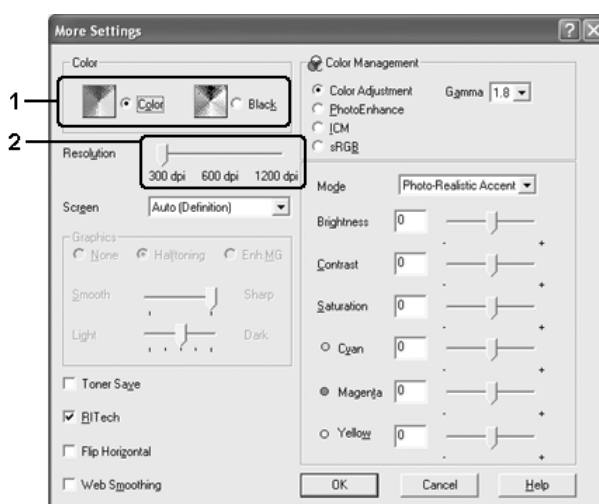 More Settings
Color
1
Color
Black
2
Resolution
300 dpi 600 dpi 1200 dpi
Screen
Auto (Definition)
Graphics
None Halftoning Enh.MG
Smooth Sharp
Light Dark
Toner Save
RITech
Flip Horizontal
Web Smoothing
Color Management
Color Adjustment
PhotoEnhance
ICM
sRGB
Gamma 1.8
Mode Photo-Realistic Accent
Brightness 0
- +
Contrast 0
- +
Saturation 0
- +
Cyan 0
- +
Magenta 0
- +
Yellow 0
- +
OK Cancel Help